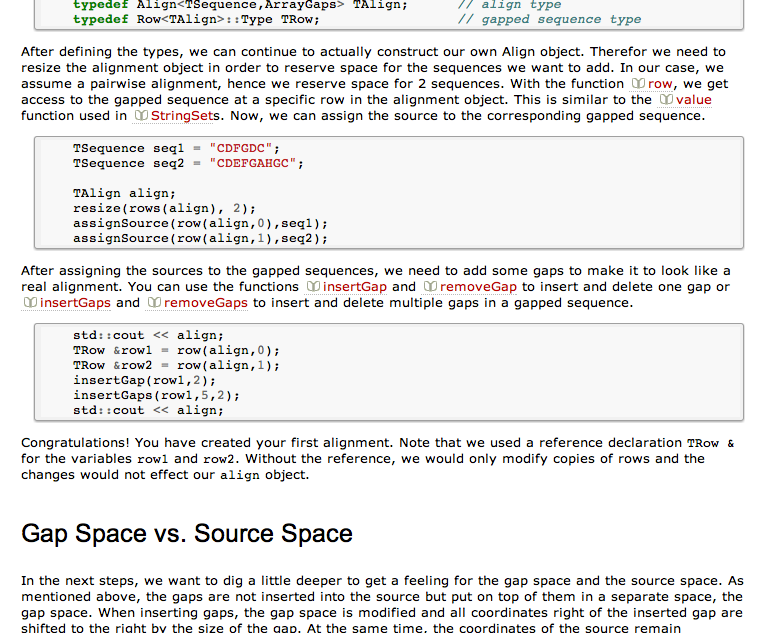 typedef Align<TSequence,ArrayGaps> TAlign;      // align type
typedef Row<TAlign>::Type TRow;                 // gapped sequence type
After defining the types, we can continue to actually construct our own Align object. Therefor we need to
resize the alignment object in order to reserve space for the sequences we want to add. In our case, we
assume a pairwise alignment, hence we reserve space for 2 sequences. With the function row, we get
access to the gapped sequence at a specific row in the alignment object. This is similar to the value
function used in StringSets. Now, we can assign the source to the corresponding gapped sequence.
TSequence seq1 = "CDFGDC";
TSequence seq2 = "CDEFGAHGC";
TAlign align;
resize(rows(align), 2);
assignSource(row(align,0),seq1);
assignSource(row(align,1),seq2);
After assigning the sources to the gapped sequences, we need to add some gaps to make it to look like a
real alignment. You can use the functions insertGap and removeGap to insert and delete one gap or
insertGaps and removeGaps to insert and delete multiple gaps in a gapped sequence.
std::cout << align;
TRow &row1 = row(align,0);
TRow &row2 = row(align,1);
insertGap(row1,2);
insertGaps(row1,5,2);
std::cout << align;
Congratulations! You have created your first alignment. Note that we used a reference declaration TRow &
for the variables row1 and row2. Without the reference, we would only modify copies of rows and the
changes would not effect our align object.
Gap Space vs. Source Space
In the next steps, we want to dig a little deeper to get a feeling for the gap space and the source space. As
mentioned above, the gaps are not inserted into the source but put on top of them in a separate space, the
gap space. When inserting gaps, the gap space is modified and all coordinates right of the inserted gap are
shifted to the right by the size of the gap. At the same time, the coordinates of the source remain